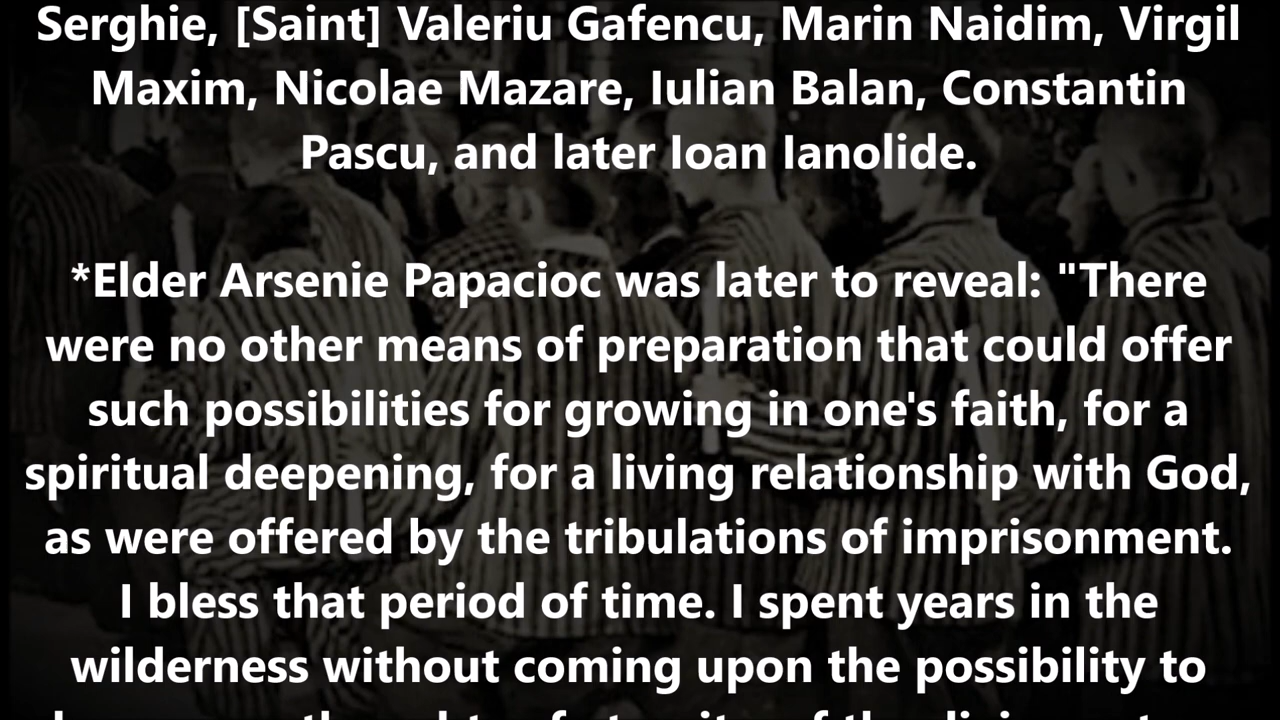 Serghie, [Saint] Valeriu Gafencu, Marin Naidim, Virgil
Maxim, Nicolae Mazare, Iulian Balan, Constantin
Pascu, and later Ioan Ianolide.
*Elder Arsenie Papacioc was later to reveal: "There
were no other means of preparation that could offer
such possibilities for growing in one's faith, for a
spiritual deepening, for a living relationship with God,
as were offered by the tribulations of imprisonment.
I bless that period of time. I spent years in the
wilderness without coming upon the possibility to